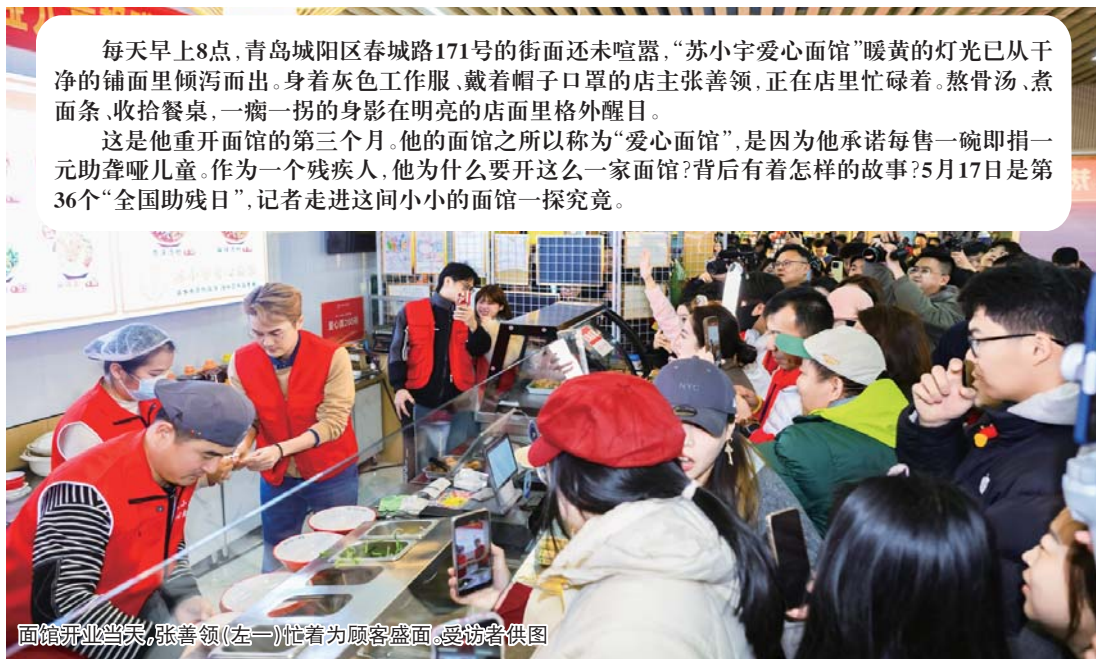 每天早上8点,青岛城阳区春城路171号的街面还未喧嚣,“苏小宇爱心面馆”暖黄的灯光已从干
净的铺面里倾泻而出。身着灰色工作服、戴着帽子口罩的店主张善领,正在店里忙碌着。熬骨汤、煮
面条、收拾餐桌,一瘸一拐的身影在明亮的店面里格外醒目。
这是他重开面馆的第三个月。他的面馆之所以称为“爱心面馆”,是因为他承诺每售一碗即捐一
元助聋哑儿童。作为一个残疾人,他为什么要开这么一家面馆?背后有着怎样的故事?5月17日是第
36个“全国助残日”,记者走进这间小小的面馆一探究竟。
NYC
面馆开业当天,张善领(左一)忙着为顾客盛面。受访者供图